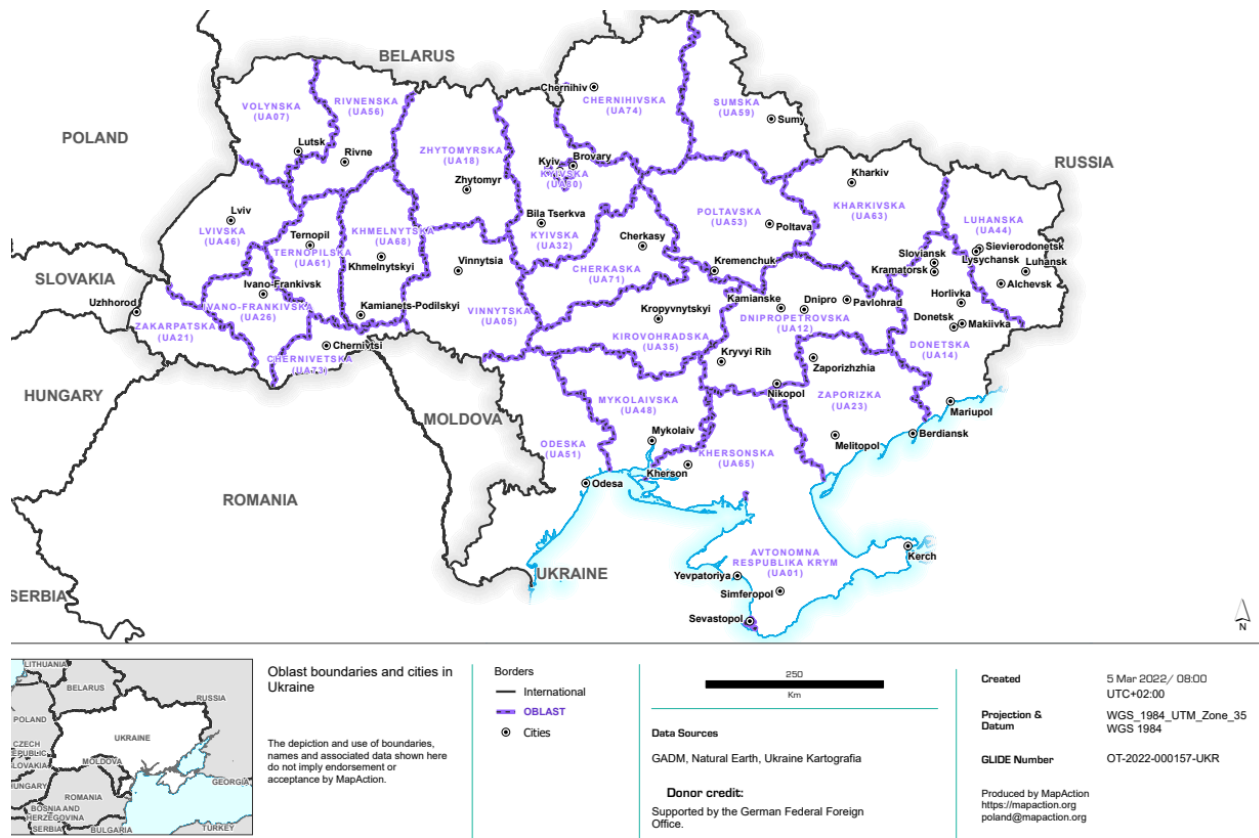 BELARUS
POLAND
SLOVAKIA
HUNGARY
ROMANIA
SERBIA
MOLDOVA
UKRAINE
RUSSIA
VOLYNSKA
(UA07)
Lutsk
RIVNENSKA
(UA56)
Rivne
ZHYTOMYRSKA
(UA18)
Zhytomyr
Chernihiv
CHERNIHIVSKA
(UA74)
SUMSKA
(UA59)
Sumy
Kyiv
Brovary
KYIVSKA
(UA80)
Bila Tserkva
KYIVSKA
(UA32)
Lviv
LVIVSKA
(UA46)
Ternopil
TERNOPILSKA
(UA61)
KHMELNYTSKA
(UA68)
Khmelnytskyi
Vinnytsia
VINNYTSKA
(UA05)
Cherkasy
CHERKASKA
(UA71)
POLTAVSKA
(UA53)
Poltava
Kremenchuk
Kharkiv
KHARKIVSKA
(UA63)
LUHANSKA
(UA44)
Sievierodonetsk
Lysychansk
Luhansk
Alchevsk
Sloviansk
Kramatorsk
Horlivka
Donetsk
Makiivka
DONETSKA
(UA14)
Uzhhorod
ZAKARPATSKA
(UA21)
Ivano-Frankivsk
IVANO-FRANKIVSKA
(UA26)
Kamianets-Podilskyi
Chernivtsi
CHERNIVETSKA
(UA73)
Kropyvnytskyi
KIROVOHRADSKA
(UA35)
Kamianske
Dnipro
Pavlohrad
DNIPROPETROVSKA
(UA12)
Kryvyi Rih
Nikopol
Zaporizhzhia
ZAPORIZKA
(UA23)
Melitopol
Mariupol
Berdiansk
MYKOLAIVSKA
(UA48)
Mykolaiv
ODESKA
(UA51)
Odesa
KHERSONSKA
(UA65)
Kherson
AVTONOMNA
RESPUBLIKA KRYM
(UA01)
Kerch
Yevpatoriya
Simferopol
Sevastopol
N
LITHUANIA
BELARUS
RUSSIA
POLAND
UKRAINE
CZECH
REPUBLIC
SLOVAKIA
MOLDOVA
HUNGARY
ROMANIA
GEORGIA
BOSNIA AND
HERZEGOVINA
SERBIA
BULGARIA
TURKEY
Oblast boundaries and cities in
Ukraine
The depiction and use of boundaries,
names and associated data shown here
do not imply endorsement or
acceptance by MapAction.
Borders
International
OBLAST
Cities
250
Km
Data Sources
GADM, Natural Earth, Ukraine Kartografia
Donor credit:
Supported by the German Federal Foreign
Office.
Created 5 Mar 2022/ 08:00
UTC+02:00
Projection & WGS_1984_UTM_Zone_35
Datum WGS 1984
GLIDE Number OT-2022-000157-UKR
Produced by MapAction
https://mapaction.org
poland@mapaction.org